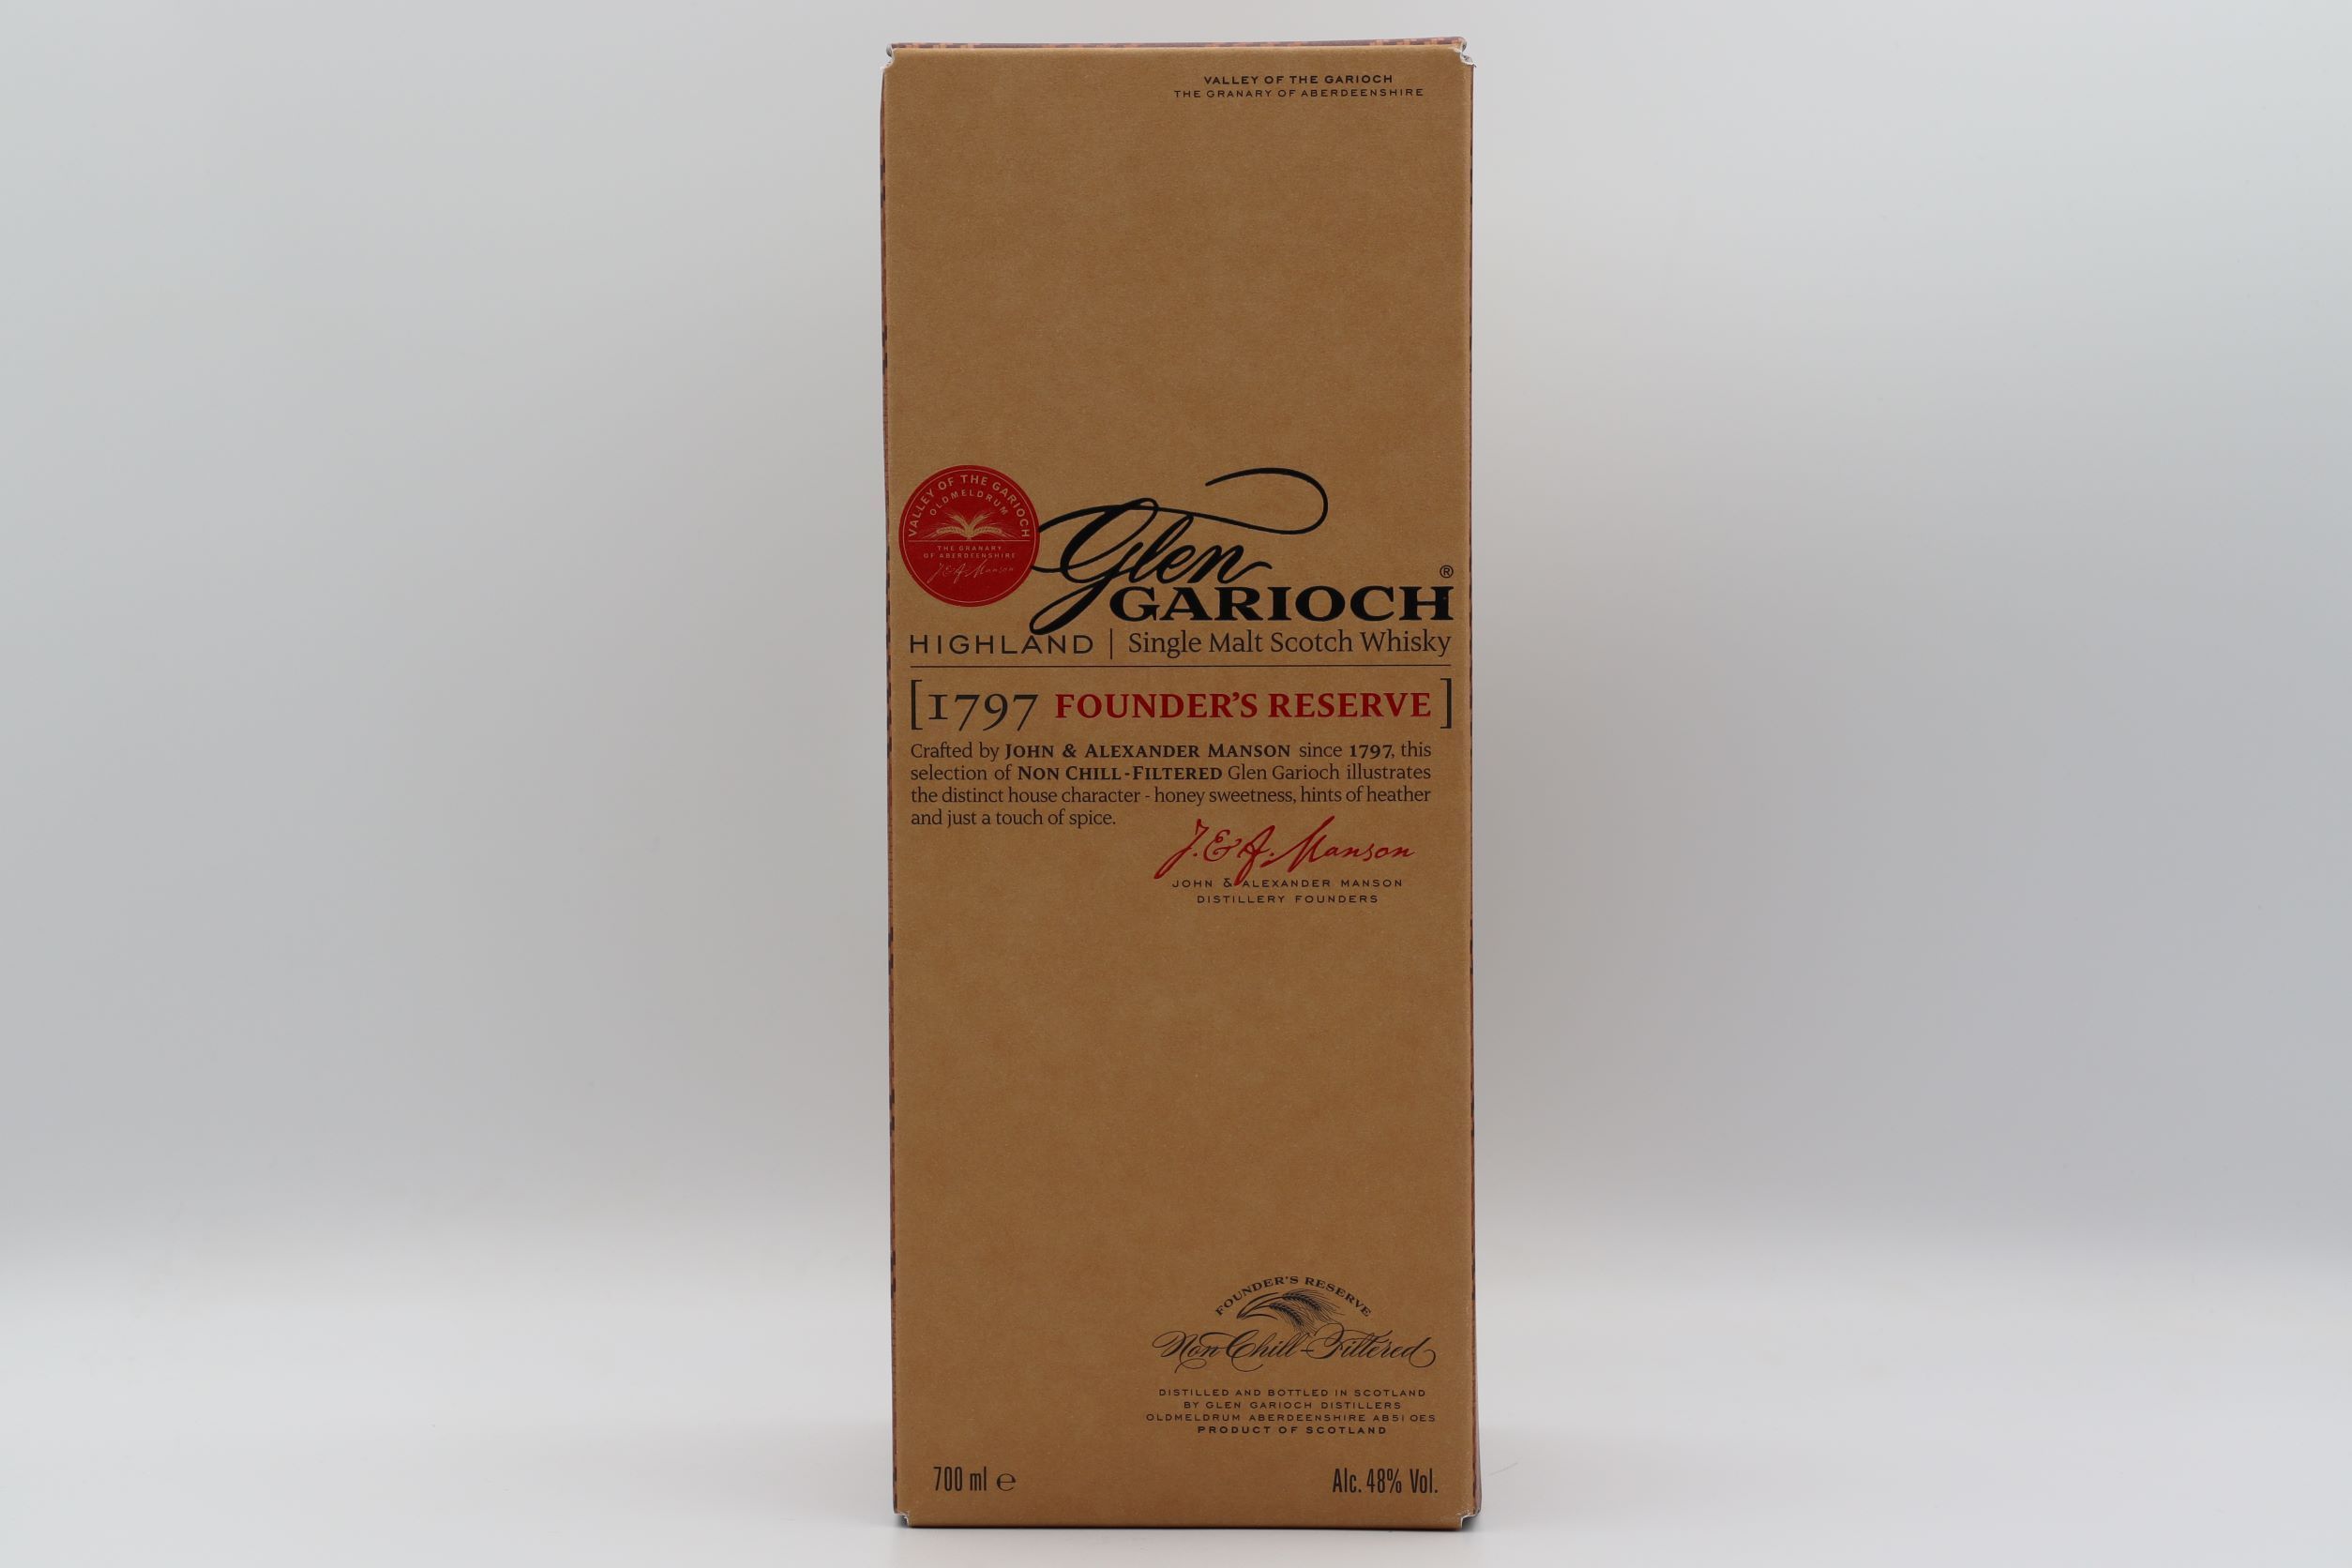 VALLEY OF THE GARIOCH
THE GRANARY OF ABERDEENSHIRE
VALLEY OF THE GARIOCH
OLDMELDRUM
THE GRANARY
OF ABERDEENSHIRE
J.&A. Manson
Glen
GARIOCH®
HIGHLAND | Single Malt Scotch Whisky
[1797 FOUNDER'S RESERVE]
Crafted by JOHN & ALEXANDER MANSON since 1797, this
selection of NON CHILL-FILTERED Glen Garioch illustrates
the distinct house character - honey sweetness, hints of heather
and just a touch of spice.
J.&A. Manson
JOHN & ALEXANDER MANSON
DISTILLERY FOUNDERS
FOUNDER'S RESERVE
Non Chill-Filtered
DISTILLED AND BOTTLED IN SCOTLAND
BY GLEN GARIOCH DISTILLERS
OLDMELDRUM ABERDEENSHIRE AB51 OES
PRODUCT OF SCOTLAND
700 ml ℮ Alc. 48% Vol.